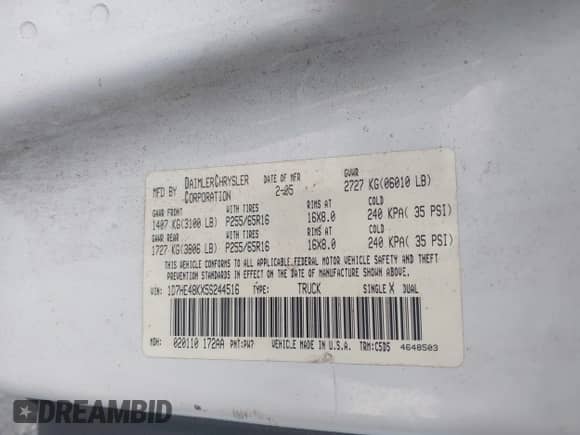 MFD BY DAIMLERCHRYSLER CORPORATION DATE OF MFR 2-05 GVWR 2727 KG(06010 LB)
GAWR FRONT WITH TIRES RIMS AT COLD
1407 KG(3100 LB) P255/65R16 16X8.0 240 KPA( 35 PSI)
GAWR REAR WITH TIRES RIMS AT COLD
1727 KG(3806 LB) P255/65R16 16X8.0 240 KPA( 35 PSI)
THIS VEHICLE CONFORMS TO ALL APPLICABLE FEDERAL MOTOR VEHICLE SAFETY AND
THEFT PREVENTION STANDARDS IN EFFECT ON THE DATE OF MANUFACTURE SHOWN ABOVE.
VIN: 1D7HE48KX5S244516 TYPE: TRUCK SINGLE X DUAL
MDH: 020110 172AA PNT:PW7 VEHICLE MADE IN U.S.A. TRM:C5D5 4648503
DREAMBID